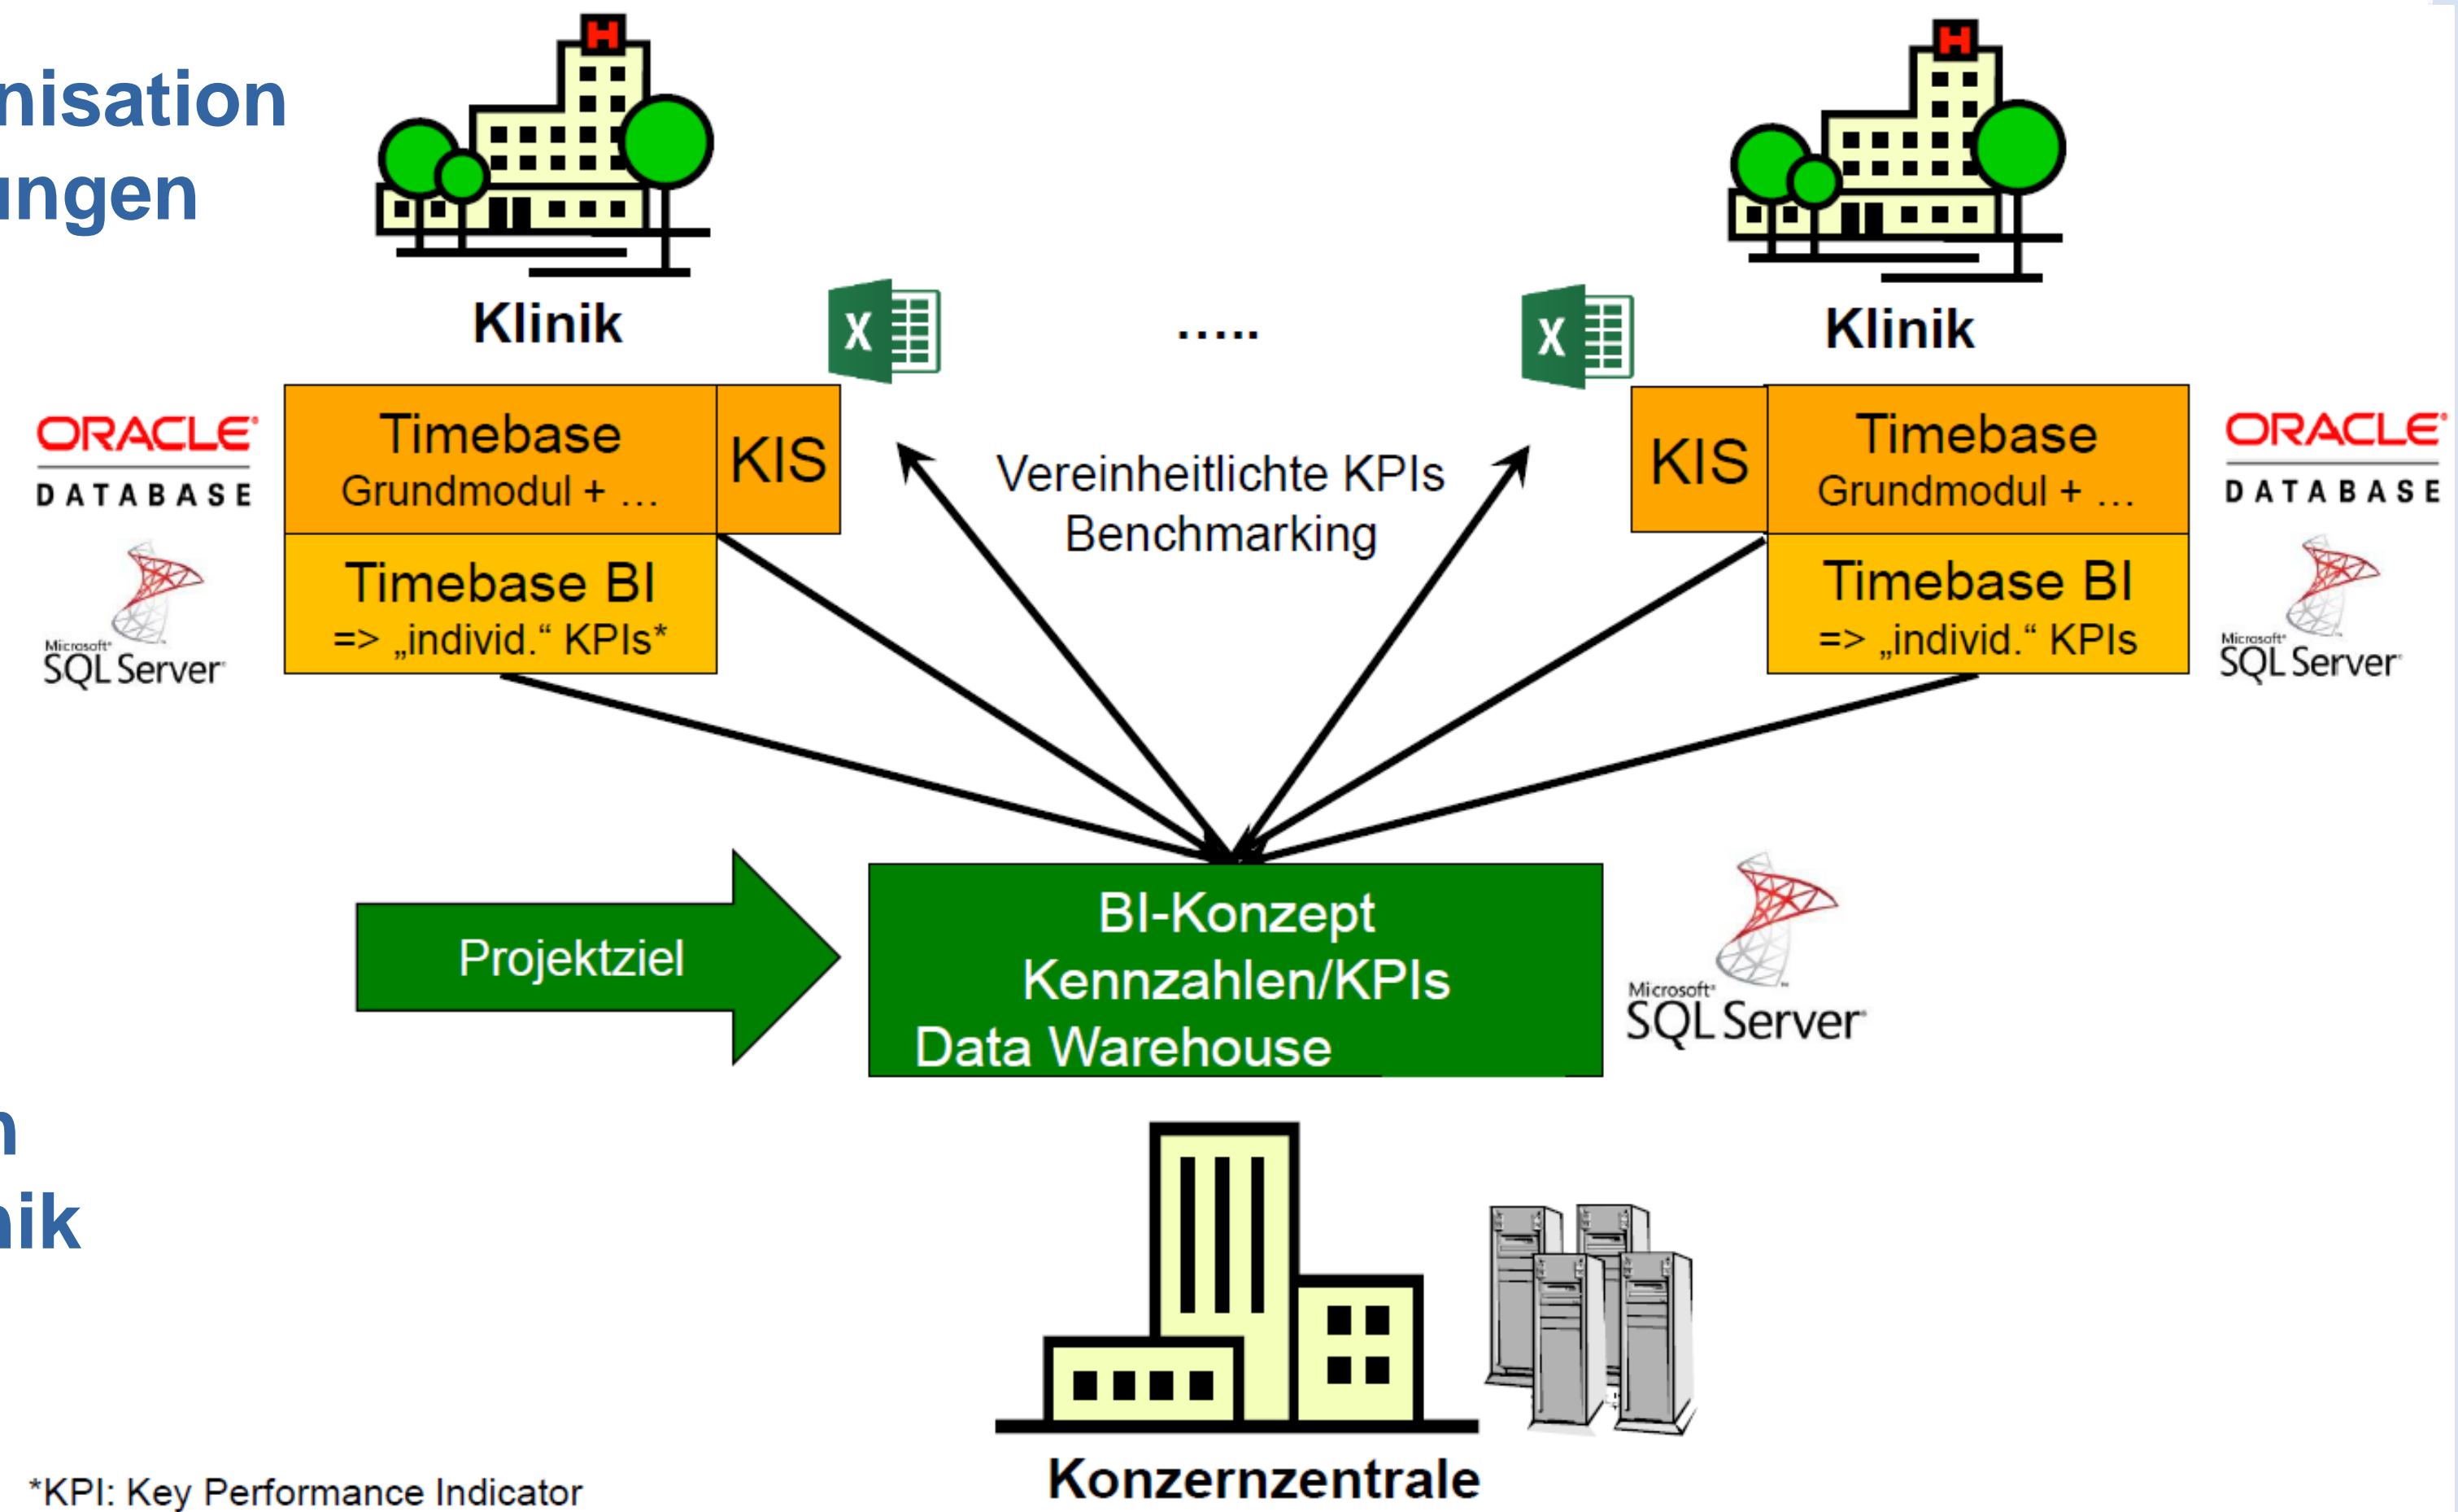 nisation
ungen
H
H
Klinik
X
.....
X
Klinik
ORACLE®
DATABASE
Timebase
Grundmodul + ...
KIS
Vereinheitlichte KPIs
Benchmarking
KIS
Timebase
Grundmodul + ...
ORACLE®
DATABASE
Microsoft®
SQL Server®
Timebase BI
=> „individ.“ KPIs*
Timebase BI
=> „individ.“ KPIs
Microsoft®
SQL Server®
Projektziel
BI-Konzept
Kennzahlen/KPIs
Data Warehouse
Microsoft®
SQL Server®
n
nik
Konzernzentrale
*KPI: Key Performance Indicator